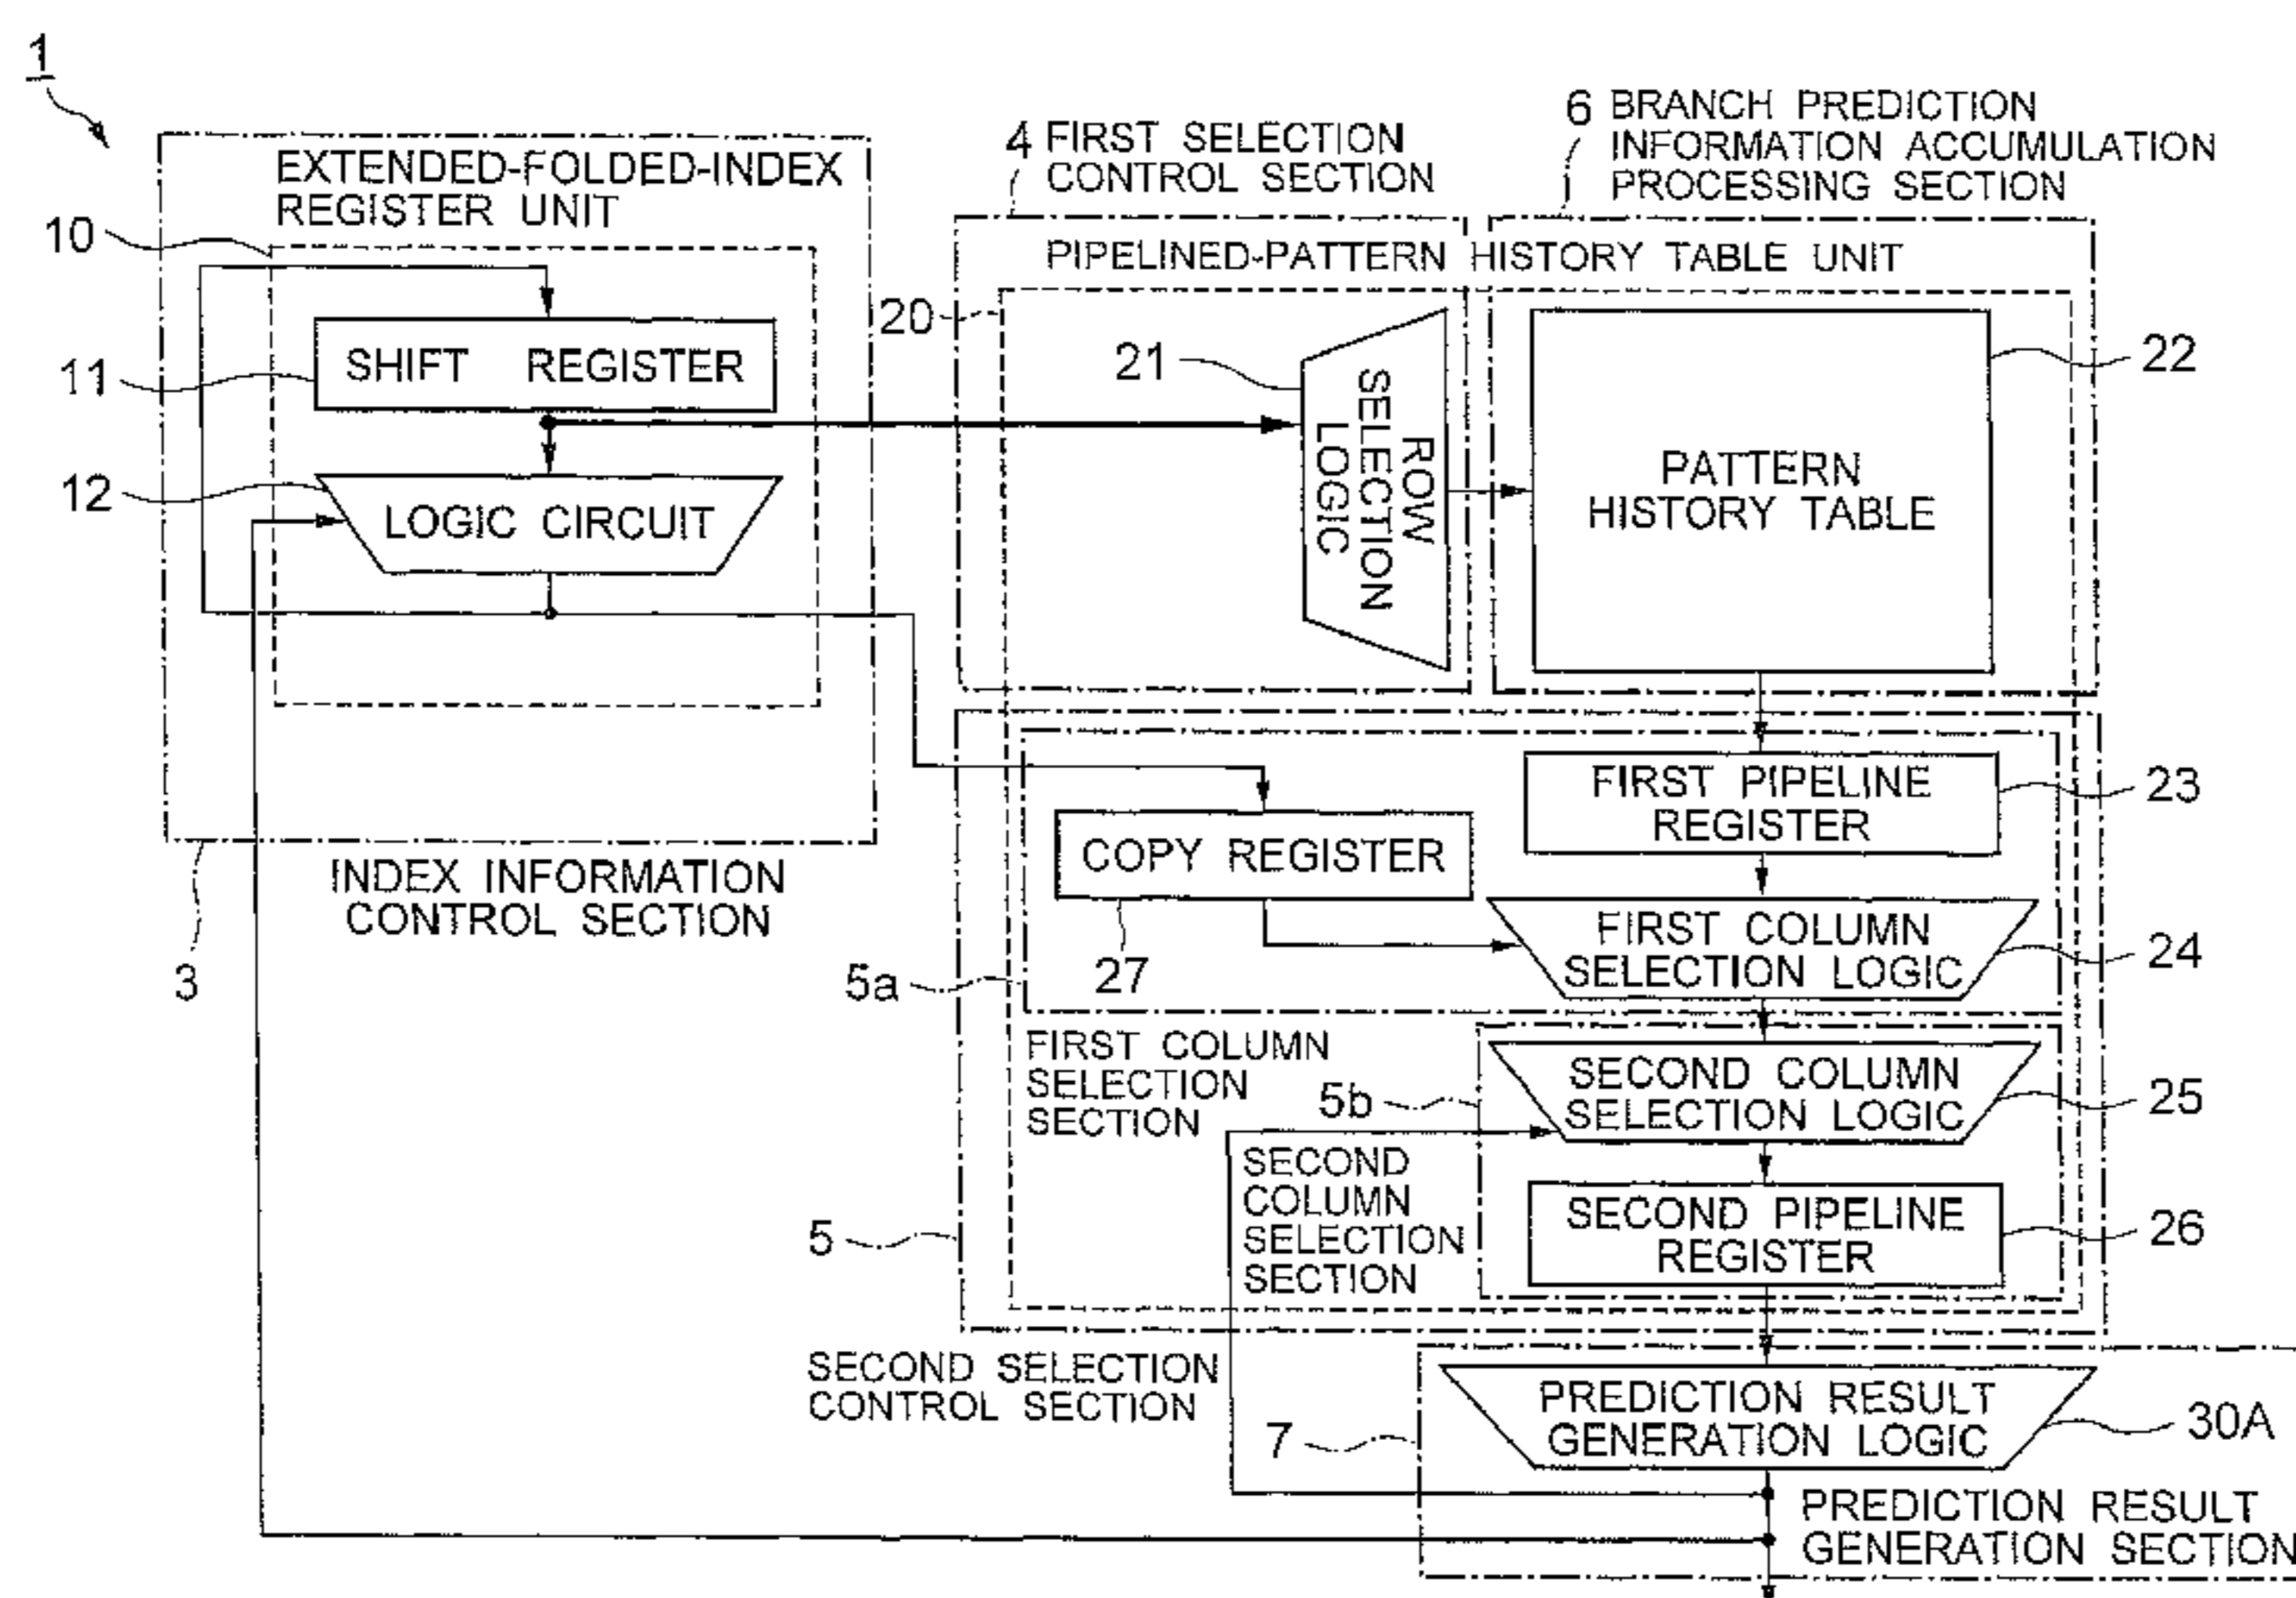 1
EXTENDED-FOLDED-INDEX
REGISTER UNIT
10
SHIFT REGISTER
11
12
LOGIC CIRCUIT
3
INDEX INFORMATION
CONTROL SECTION
4 FIRST SELECTION
CONTROL SECTION
6 BRANCH PREDICTION
INFORMATION ACCUMULATION
PROCESSING SECTION
PIPELINED-PATTERN HISTORY TABLE UNIT
20
21
ROW
SELECTION
LOGIC
22
PATTERN
HISTORY TABLE
FIRST PIPELINE
REGISTER
23
COPY REGISTER
27
FIRST COLUMN
SELECTION LOGIC
24
5a
FIRST COLUMN
SELECTION
SECTION
SECOND COLUMN
SELECTION LOGIC
25
5b
SECOND
COLUMN
SELECTION
SECTION
SECOND PIPELINE
REGISTER
26
5
SECOND SELECTION
CONTROL SECTION
PREDICTION RESULT
GENERATION LOGIC
30A
7
PREDICTION RESULT
GENERATION SECTION